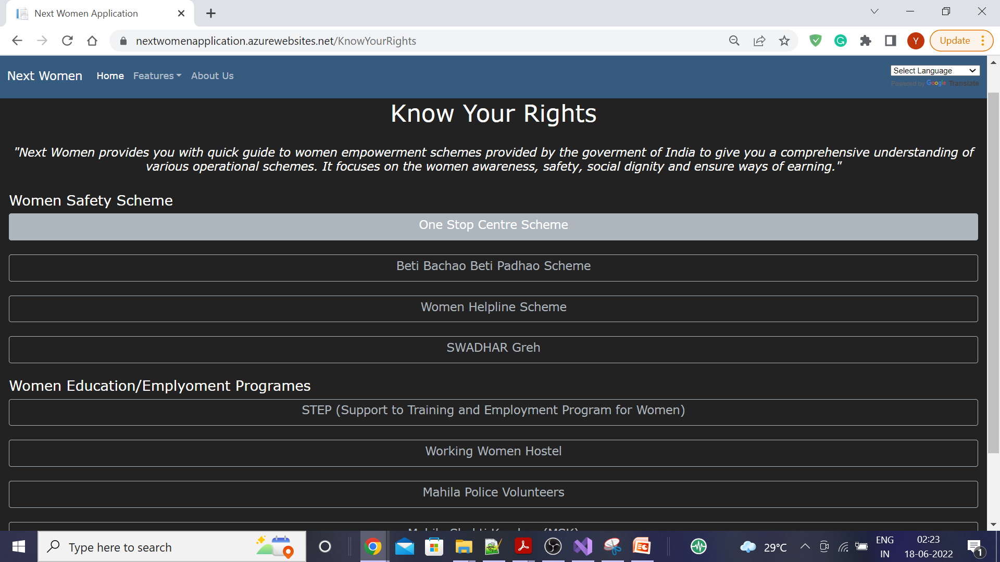 Next Women Application
nextwomenapplication.azurewebsites.net/KnowYourRights
Y
Update
Next Women Home Features About Us
Select Language
Powered by Google Translate
Know Your Rights
"Next Women provides you with quick guide to women empowerment schemes provided by the goverment of India to give you a comprehensive understanding of
various operational schemes. It focuses on the women awareness, safety, social dignity and ensure ways of earning."
Women Safety Scheme
One Stop Centre Scheme
Beti Bachao Beti Padhao Scheme
Women Helpline Scheme
SWADHAR Greh
Women Education/Emplyoment Programes
STEP (Support to Training and Employment Program for Women)
Working Women Hostel
Mahila Police Volunteers
Type here to search
29°C
ENG
IN
02:23
18-06-2022
1